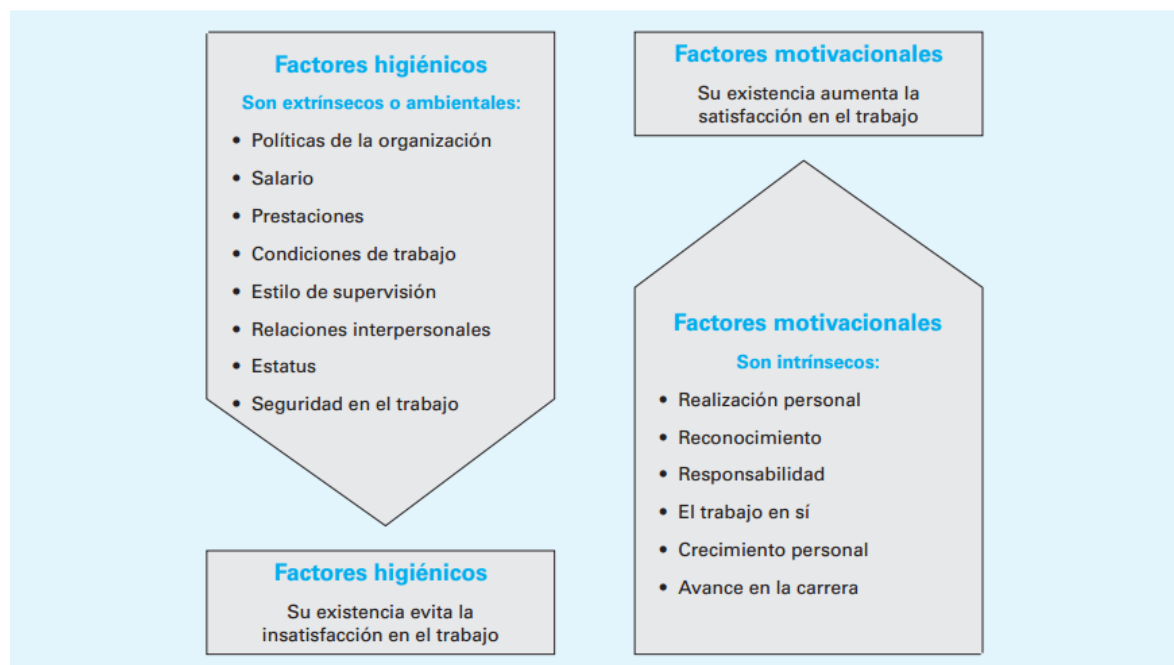 Factores higiénicos
Son extrínsecos o ambientales:
• Políticas de la organización
• Salario
• Prestaciones
• Condiciones de trabajo
• Estilo de supervisión
• Relaciones interpersonales
• Estatus
• Seguridad en el trabajo
Factores higiénicos
Su existencia evita la
insatisfacción en el trabajo
Factores motivacionales
Su existencia aumenta la
satisfacción en el trabajo
Factores motivacionales
Son intrínsecos:
• Realización personal
• Reconocimiento
• Responsabilidad
• El trabajo en sí
• Crecimiento personal
• Avance en la carrera